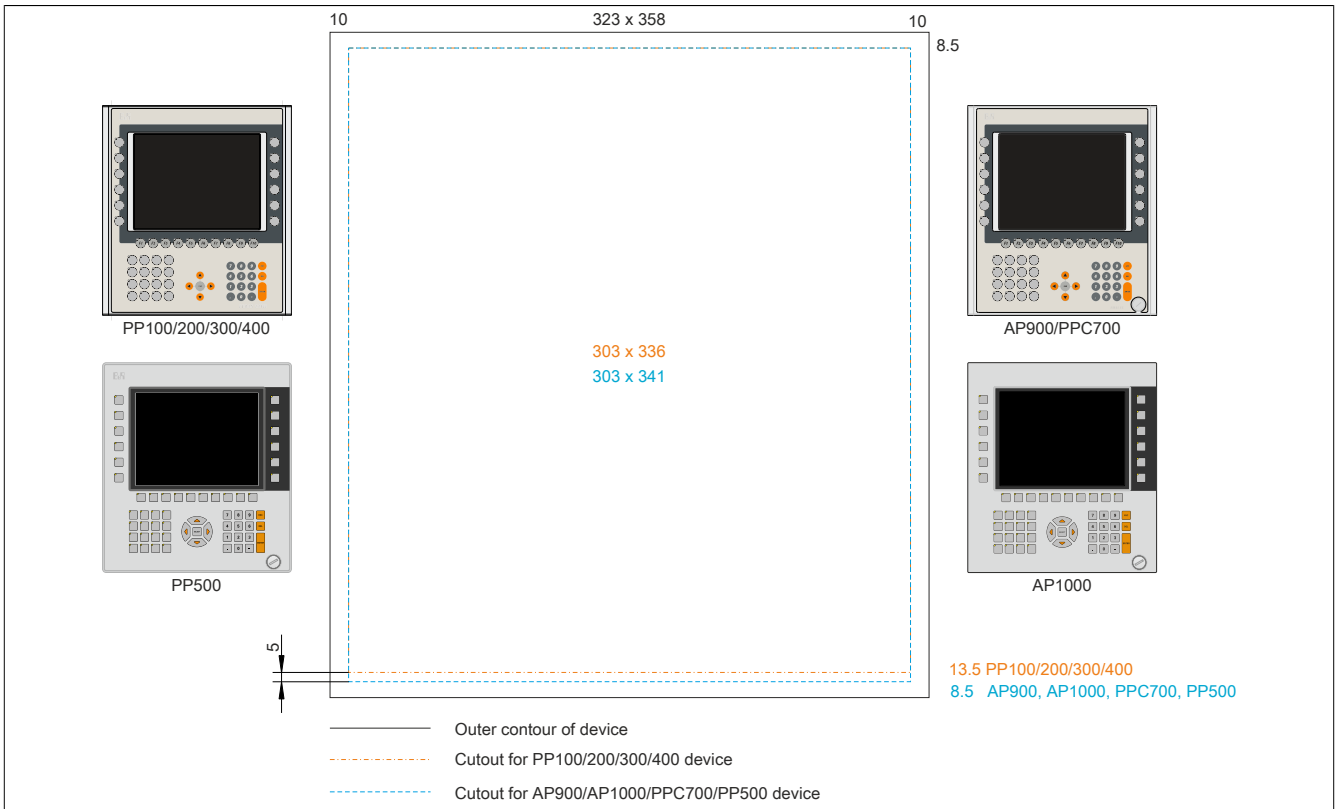 10
323 x 358
10
8.5
PP100/200/300/400
AP900/PPC700
303 x 336
303 x 341
PP500
AP1000
5
13.5 PP100/200/300/400
8.5 AP900, AP1000, PPC700, PP500
Outer contour of device
Cutout for PP100/200/300/400 device
Cutout for AP900/AP1000/PPC700/PP500 device